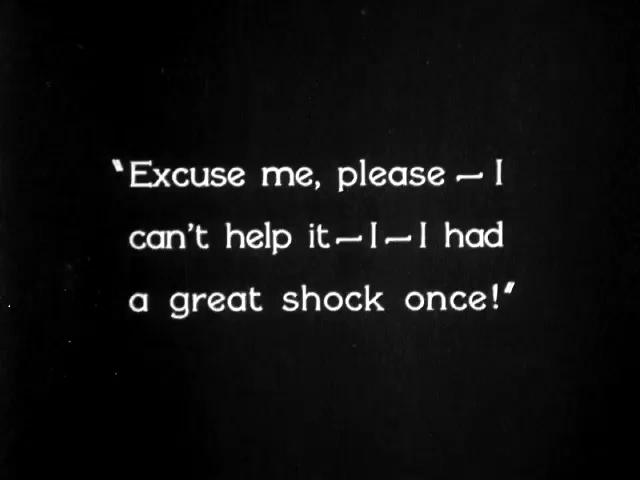 "Excuse me, please — I
can't help it — I — I had
a great shock once!"